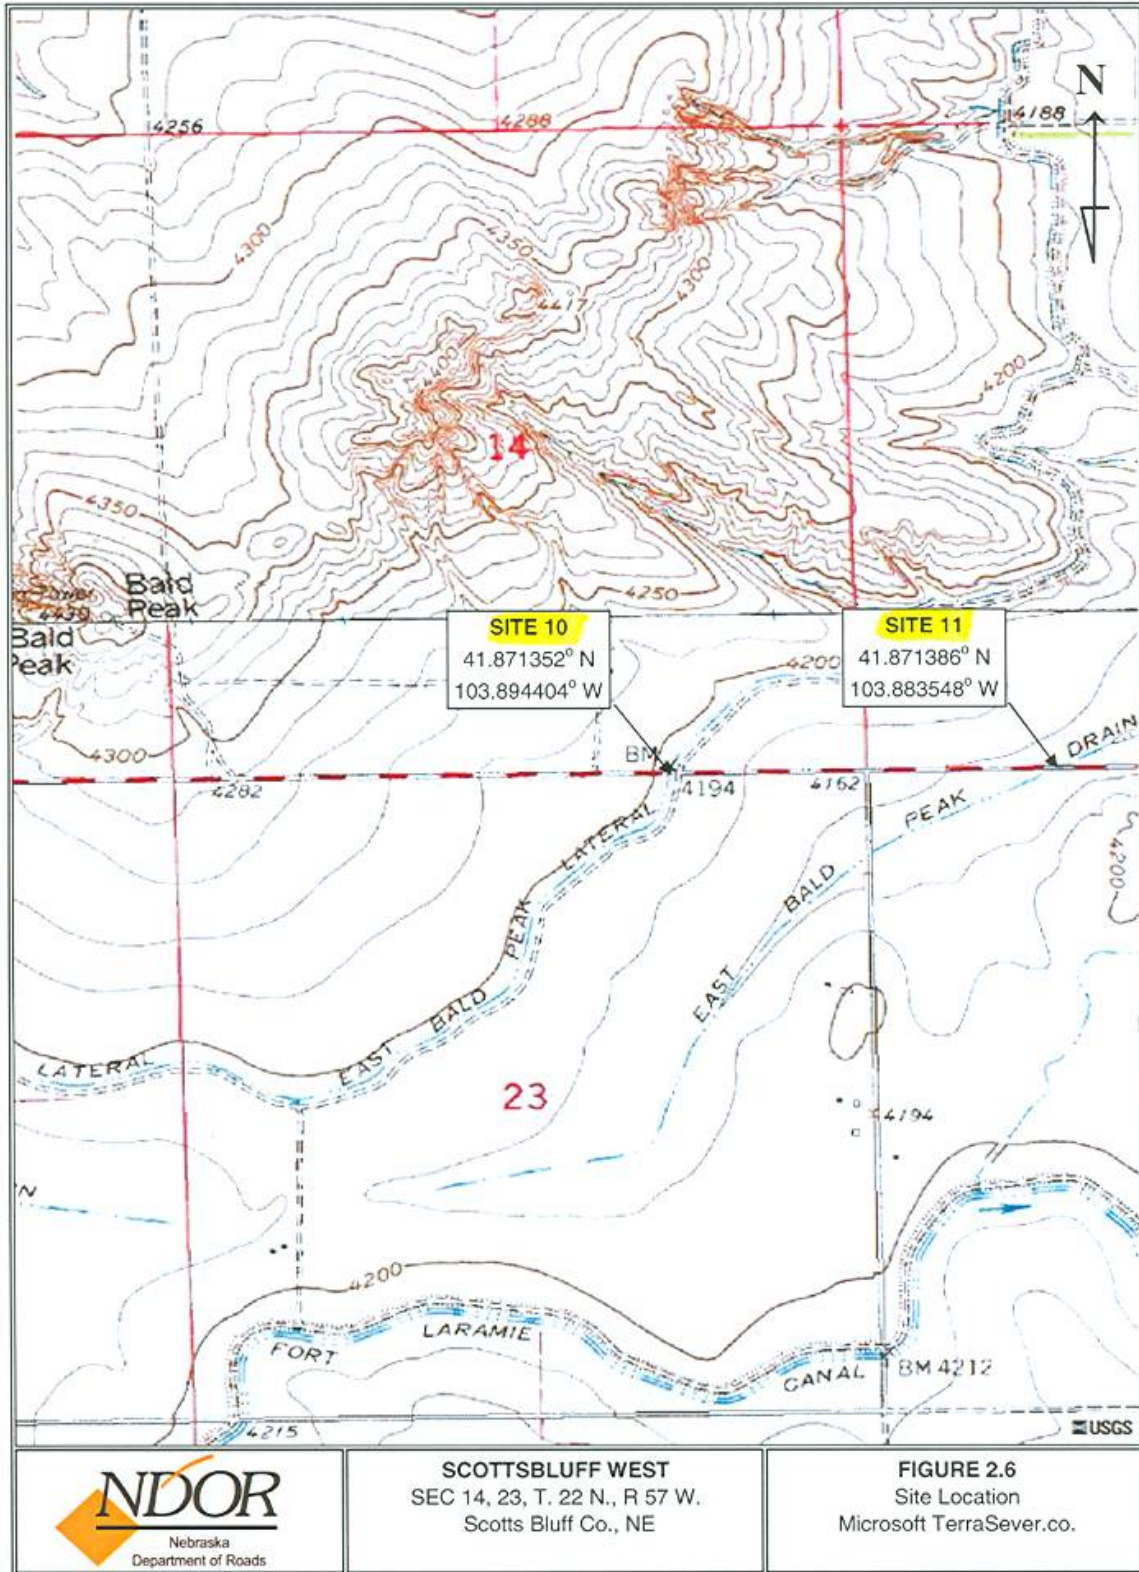 N
4256
4288
4188
4300
4350
4417
4300
4400
4200
14
4350
Bald
Peak
4250
Bald
Peak
SITE 10
41.871352° N
103.894404° W
SITE 11
41.871386° N
103.883548° W
4200
DRAIN
4300
BM
4282
4194
4162
LATERAL
PEAK
4200
BALD
PEAK
EAST
BALD
LATERAL
EAST
23
4194
N
4200
LARAMIE
FORT
CANAL
BM 4212
4215
USGS
NDOR
Nebraska
Department of Roads
SCOTTSBLUFF WEST
SEC 14, 23, T. 22 N., R 57 W.
Scotts Bluff Co., NE
FIGURE 2.6
Site Location
Microsoft TerraSever.co.